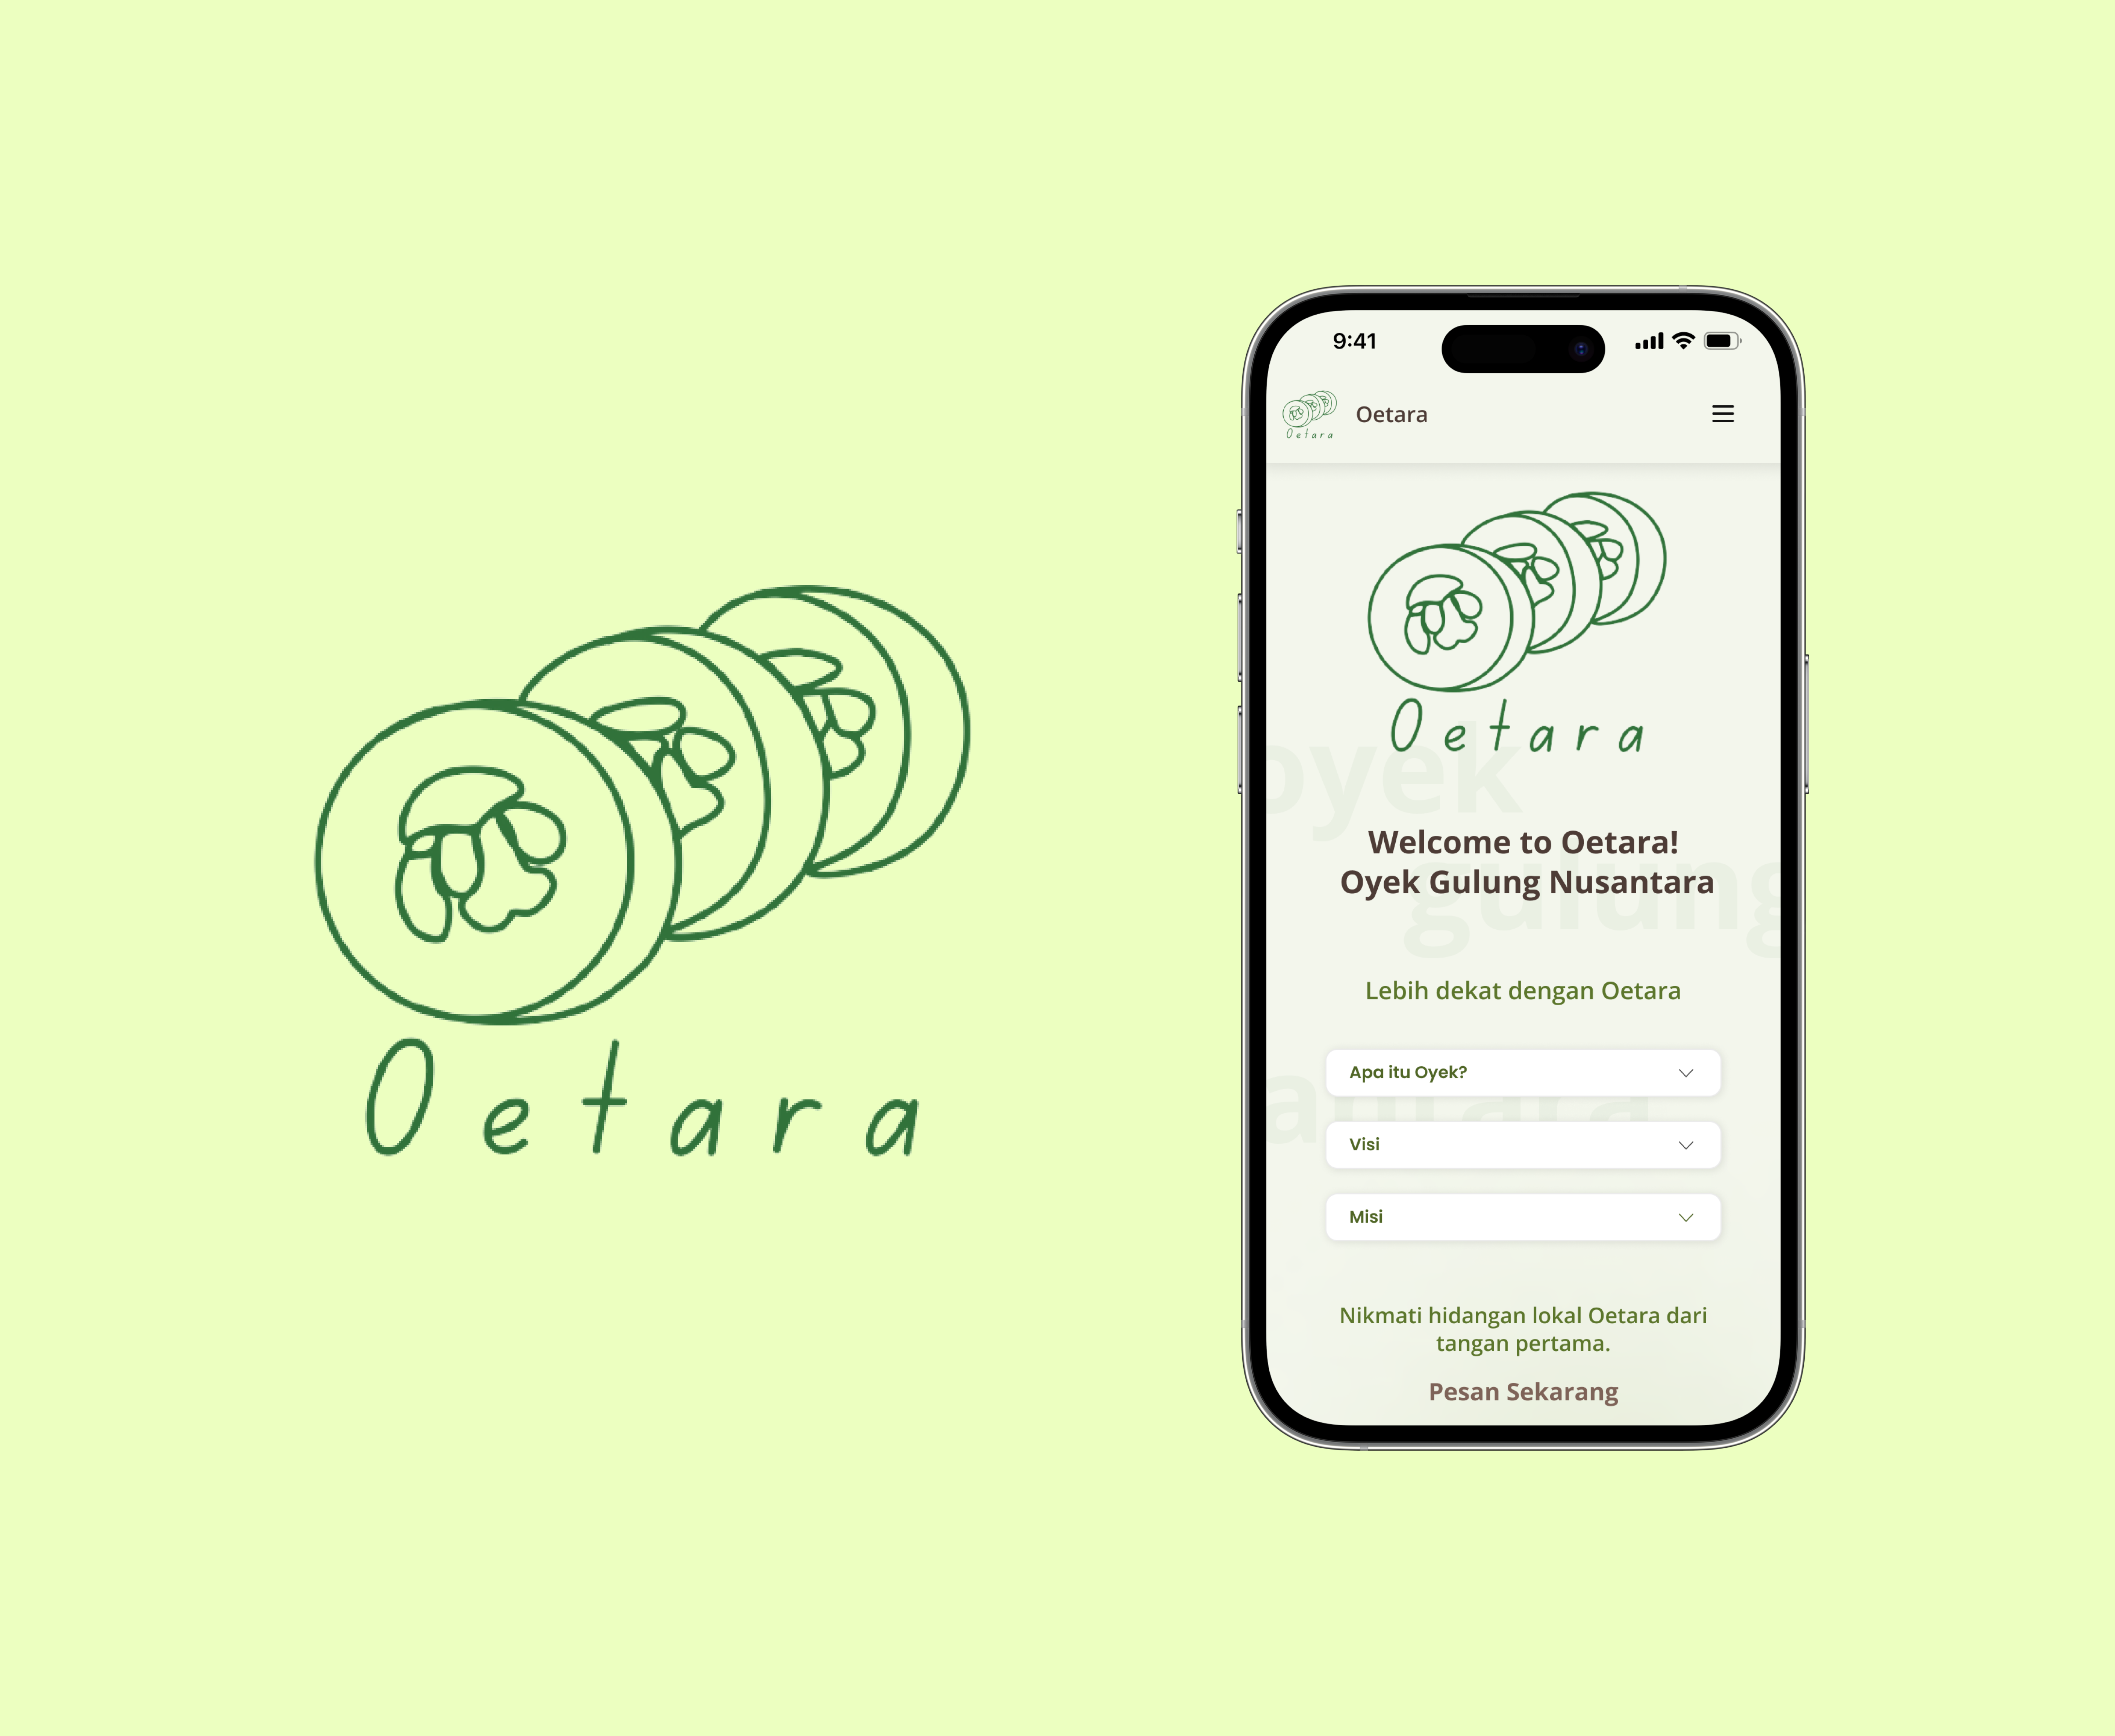 Oetara
9:41
Oetara
Oetara
Oetara
oyek
Welcome to Oetara!
Oyek Gulung Nusantara
gulung
Lebih dekat dengan Oetara
Apa itu Oyek?
Visi
Misi
Nikmati hidangan lokal Oetara dari
tangan pertama.
Pesan Sekarang